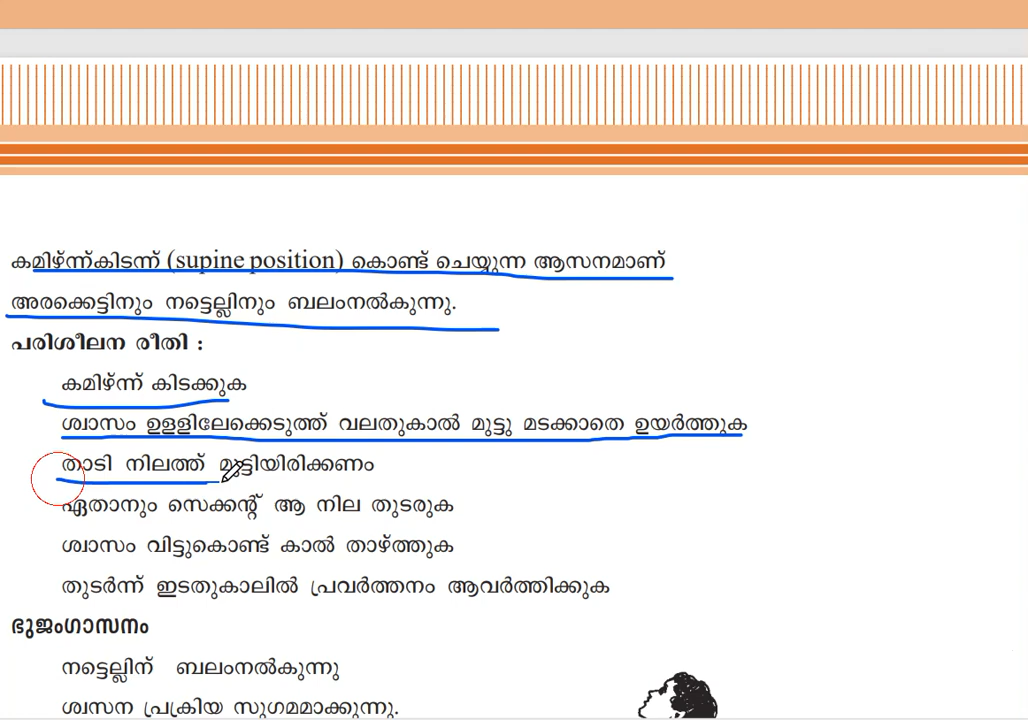 കമിഴ്ന്ന്കിടന്ന് (supine position) കൊണ്ട് ചെയ്യുന്ന ആസനമാണ്
അരക്കെട്ടിനും നട്ടെല്ലിനും ബലംനൽകുന്നു.
പരിശീലന രീതി :
കമിഴ്ന്ന് കിടക്കുക
ശ്വാസം ഉള്ളിലേക്കെടുത്ത് വലതുകാൽ മുട്ടു മടക്കാതെ ഉയർത്തുക
താടി നിലത്ത് മുട്ടിയിരിക്കണം
ഏതാനും സെക്കന്റ് ആ നില തുടരുക
ശ്വാസം വിട്ടുകൊണ്ട് കാൽ താഴ്ത്തുക
തുടർന്ന് ഇടതുകാലിൽ പ്രവർത്തനം ആവർത്തിക്കുക
ഭുജംഗാസനം
നട്ടെല്ലിന് ബലംനൽകുന്നു
ശ്വസന പ്രക്രിയ സുഗമമാക്കുന്നു.